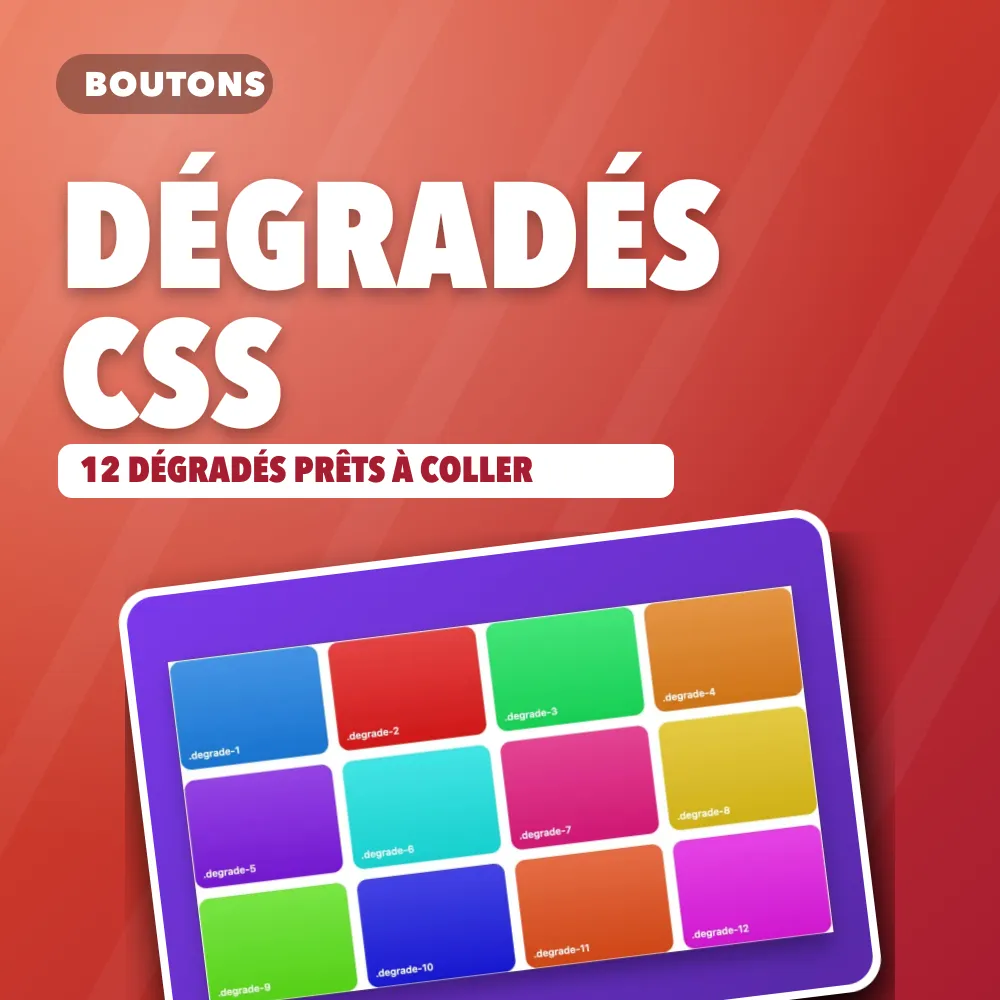 BOUTONS
DÉGRADÉS
CSS
12 DÉGRADÉS PRÊTS À COLLER
.degrade-1
.degrade-2
.degrade-3
.degrade-4
.degrade-5
.degrade-6
.degrade-7
.degrade-8
.degrade-9
.degrade-10
.degrade-11
.degrade-12